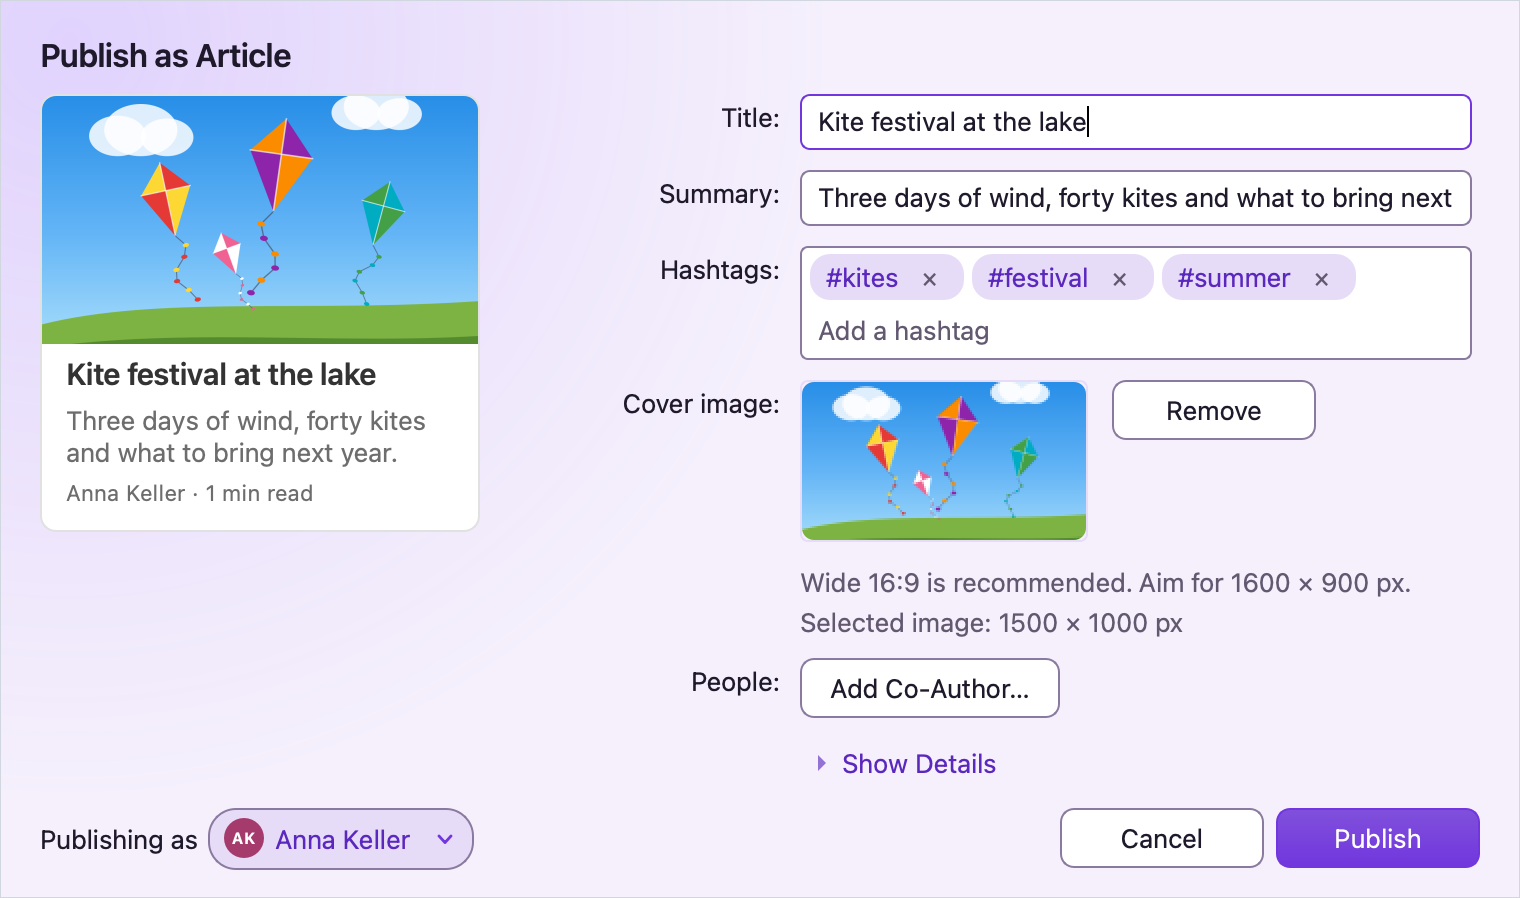 Publish as Article
Kite festival at the lake
Three days of wind, forty kites
and what to bring next year.
Anna Keller · 1 min read
Title: Kite festival at the lake
Summary: Three days of wind, forty kites and what to bring next
Hashtags: #kites × #festival × #summer ×
Add a hashtag
Cover image: Remove
Wide 16:9 is recommended. Aim for 1600 × 900 px.
Selected image: 1500 × 1000 px
People: Add Co-Author...
Show Details
Publishing as AK Anna Keller
Cancel Publish